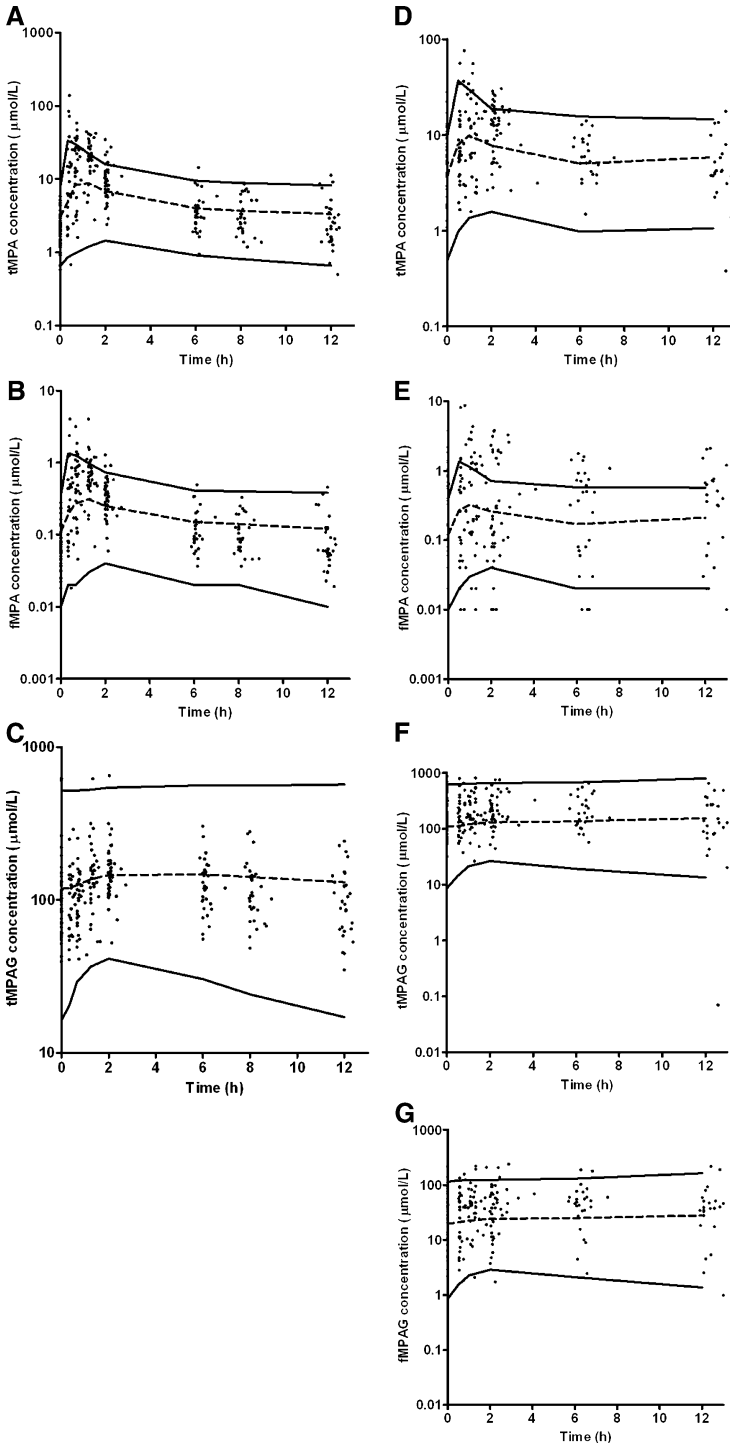 A
tMPA concentration ( μmol/L)
1000
100
10
1
0.1
0 2 4 6 8 10 12
Time (h)
B
fMPA concentration ( μmol/L)
10
1
0.1
0.01
0.001
0 2 4 6 8 10 12
Time (h)
C
tMPAG concentration ( μmol/L)
1000
100
10
0 2 4 6 8 10 12
Time (h)
D
tMPA concentration ( μmol/L)
100
10
1
0.1
0 2 4 6 8 10 12
Time (h)
E
fMPA concentration ( μmol/L)
10
1
0.1
0.01
0.001
0 2 4 6 8 10 12
Time (h)
F
tMPAG concentration ( μmol/L)
1000
100
10
1
0.1
0.01
0 2 4 6 8 10 12
Time (h)
G
fMPAG concentration ( μmol/L)
1000
100
10
1
0.1
0.01
0 2 4 6 8 10 12
Time (h)